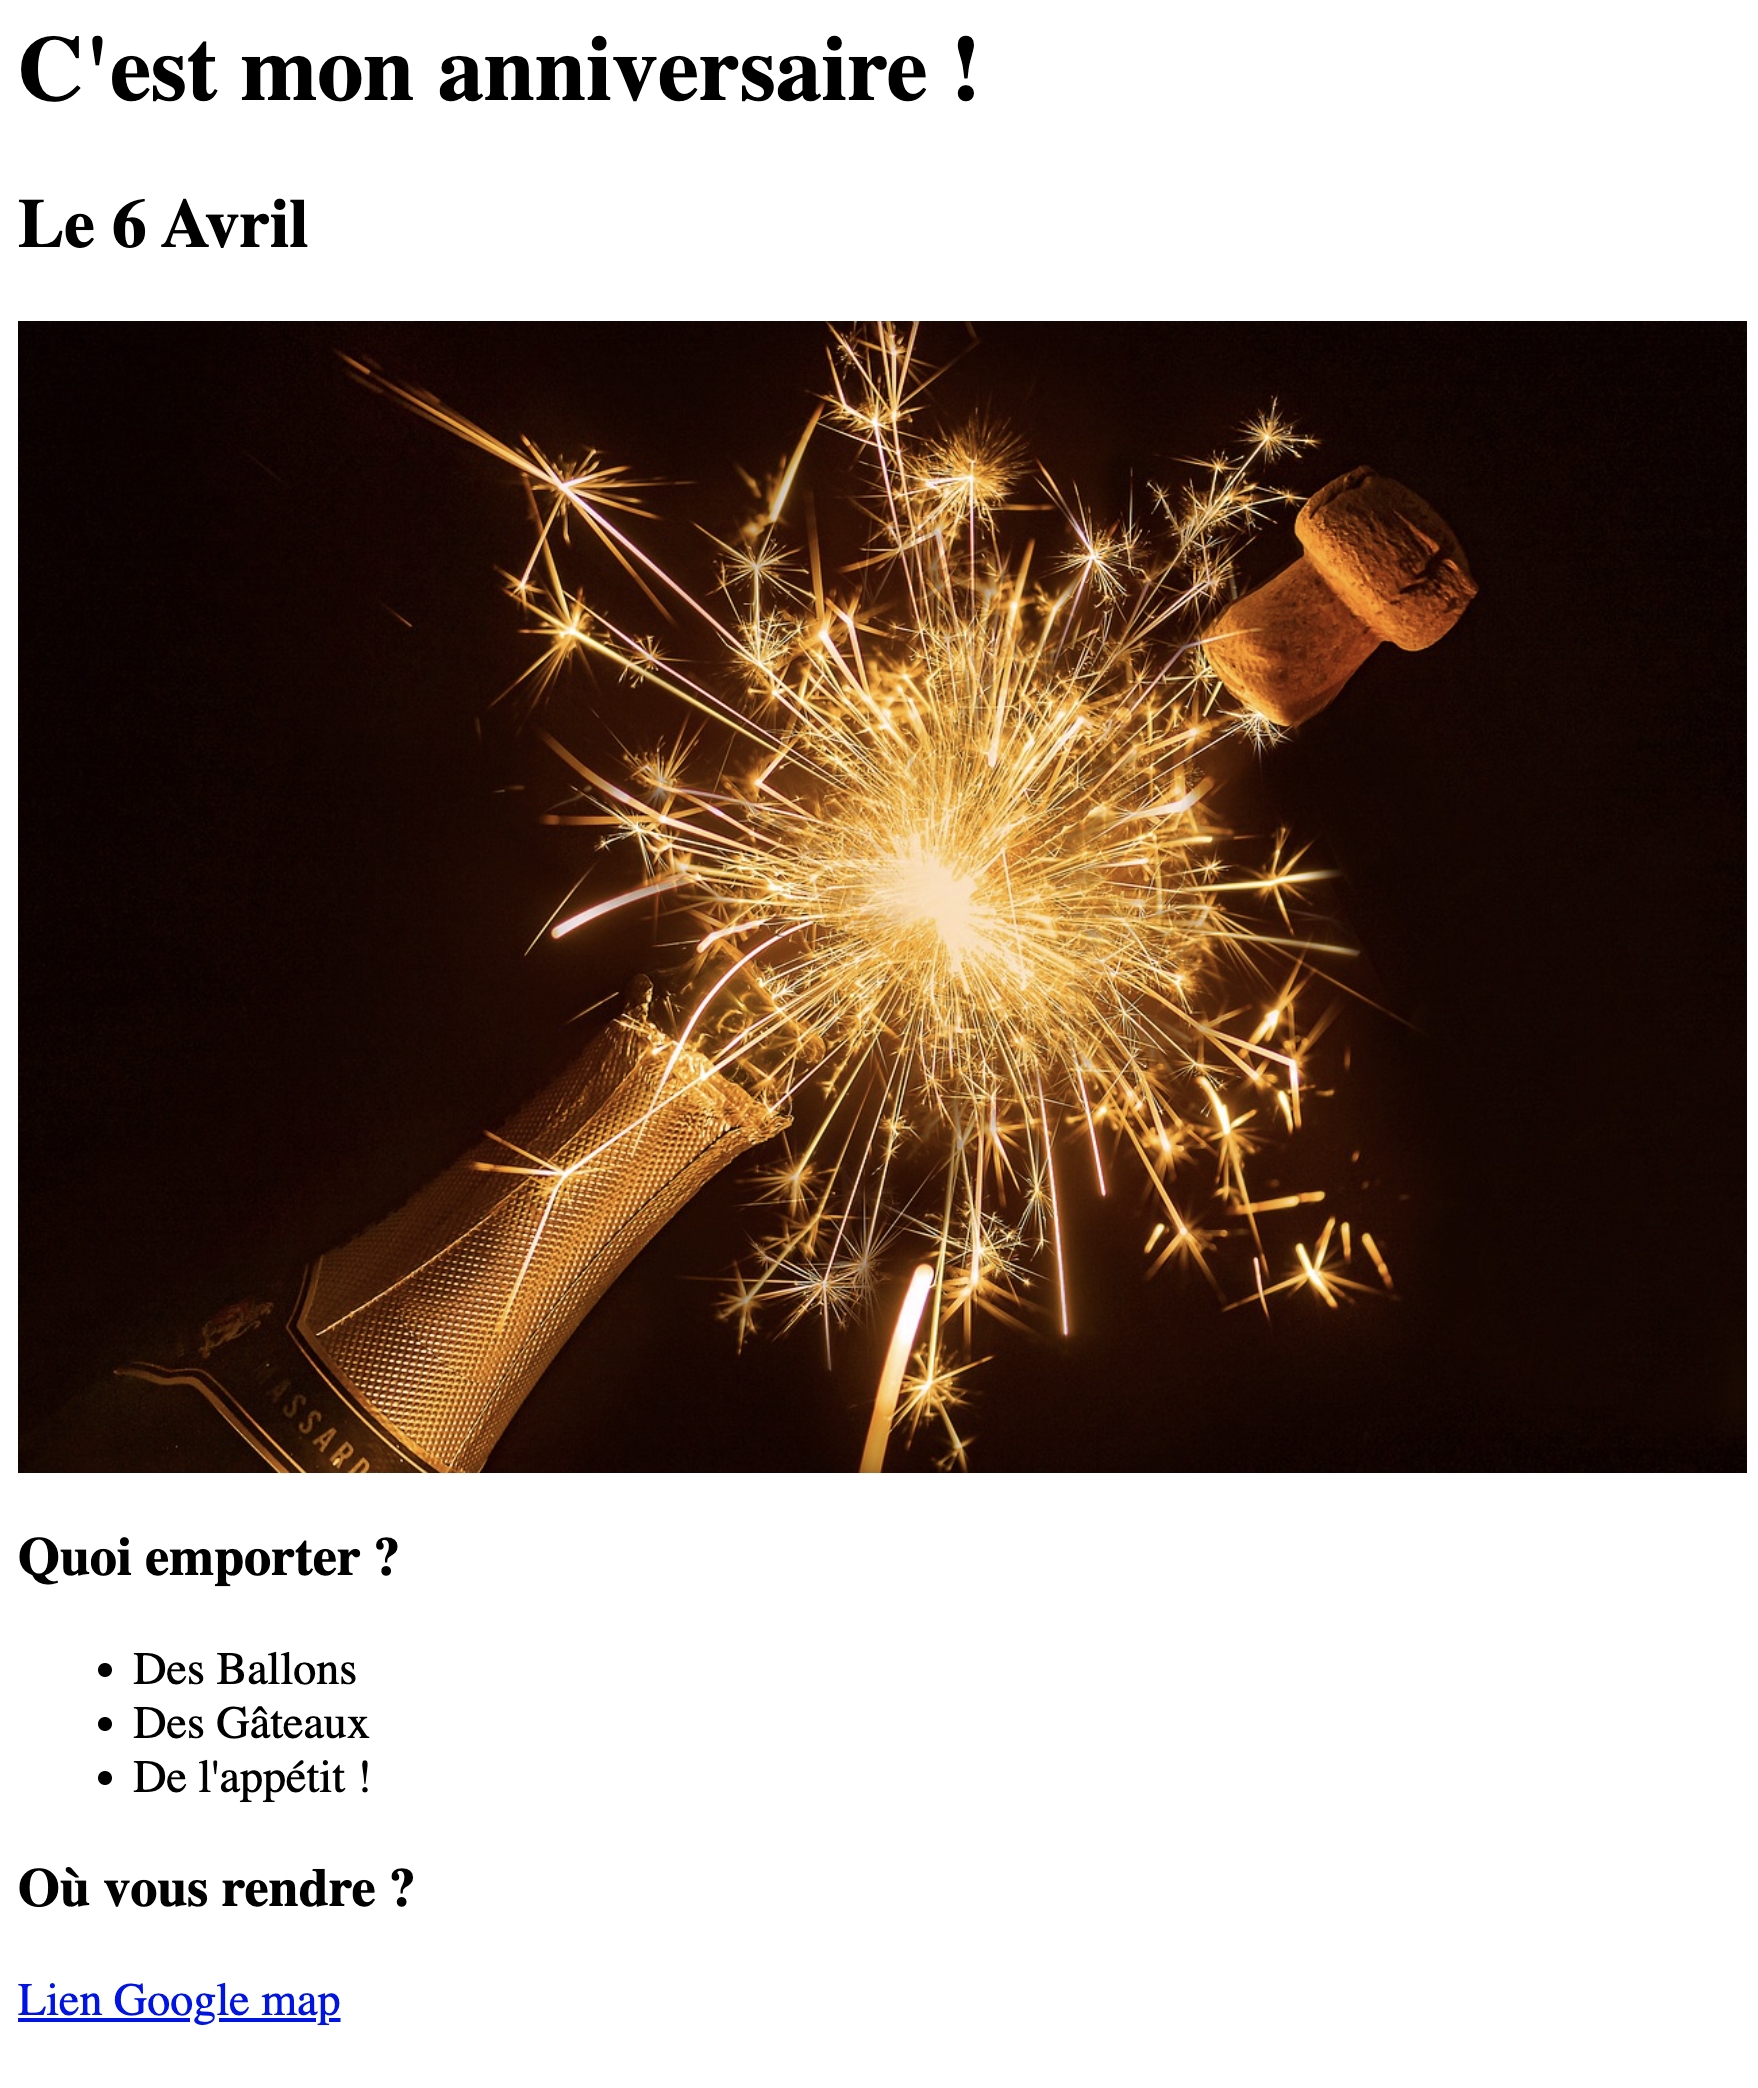 C'est mon anniversaire !
Le 6 Avril
ASSARD
Quoi emporter ?
Des Ballons
Des Gâteaux
De l'appétit !
Où vous rendre ?
Lien Google map